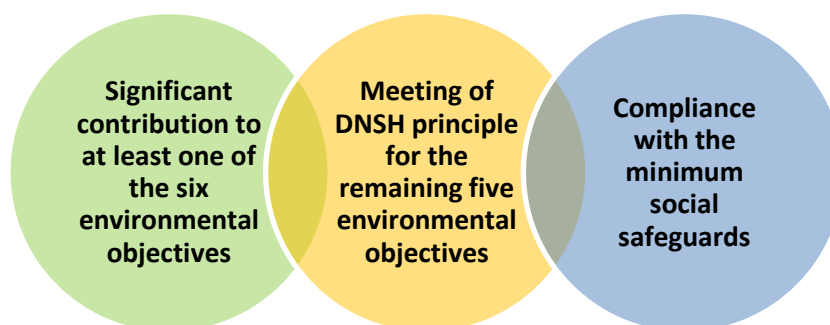 Significant
contribution to
at least one of
the six
environmental
objectives
Meeting of
DNSH principle
for the
remaining five
environmental
objectives
Compliance
with the
minimum
social
safeguards